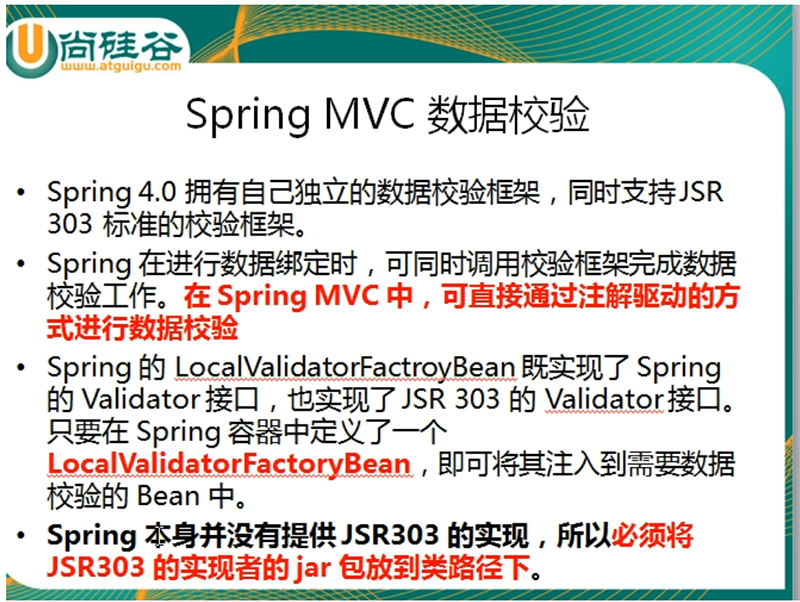 尚硅谷
www.atguigu.com
Spring MVC 数据校验
• Spring 4.0 拥有自己独立的数据校验框架，同时支持 JSR
303 标准的校验框架。
• Spring 在进行数据绑定时，可同时调用校验框架完成数据
校验工作。在 Spring MVC 中，可直接通过注解驱动的方
式进行数据校验
• Spring 的 LocalValidatorFactroyBean 既实现了 Spring
的 Validator 接口，也实现了 JSR 303 的 Validator 接口。
只要在 Spring 容器中定义了一个
LocalValidatorFactoryBean，即可将其注入到需要数据
校验的 Bean 中。
• Spring 本身并没有提供 JSR303 的实现，所以必须将
JSR303 的实现者的 jar 包放到类路径下。